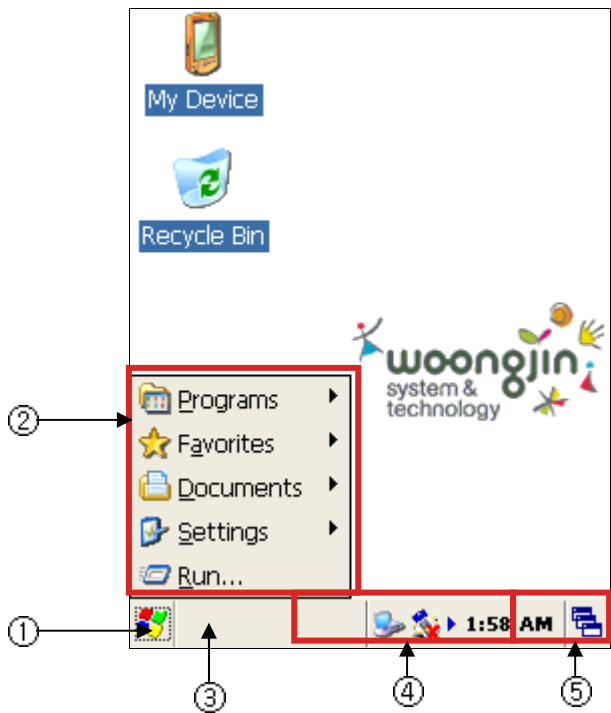 My Device
Recycle Bin
woongjin
system &
technology
② Programs
Favorites
Documents
Settings
Run...
① 1:58 AM
③ ④ ⑤